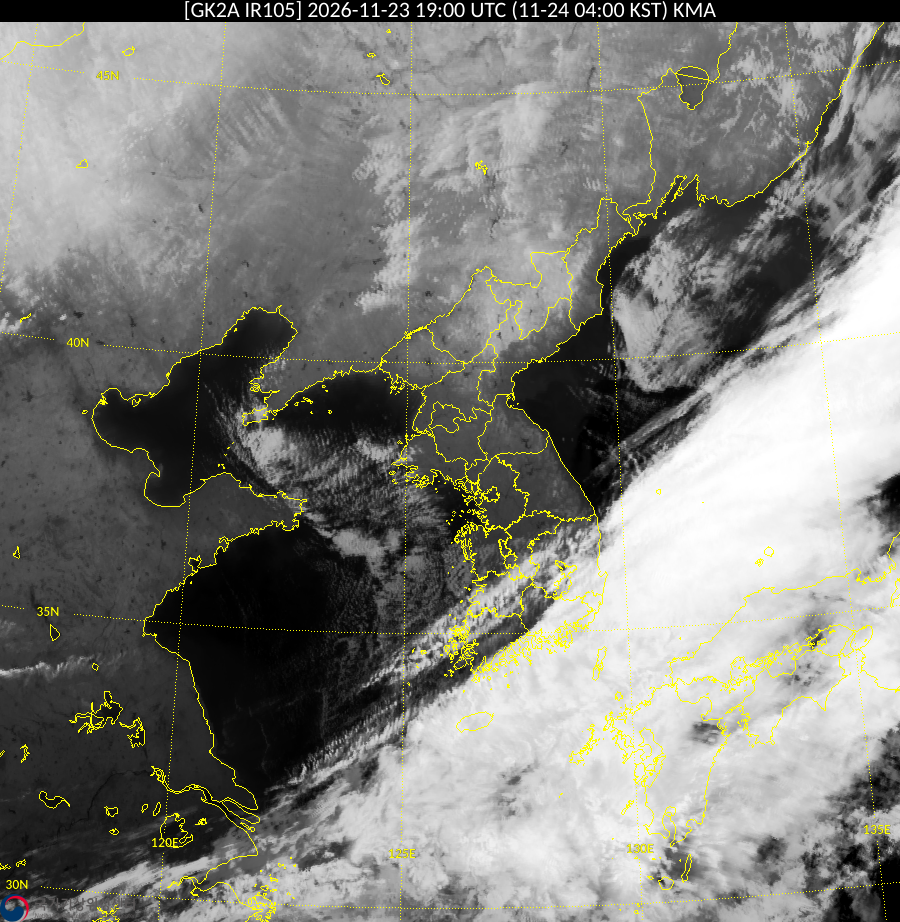 [GK2A IR105] 2026-11-23 19:00 UTC (11-24 04:00 KST) KMA
45N
40N
35N
120E
125E
130E
135E
30N